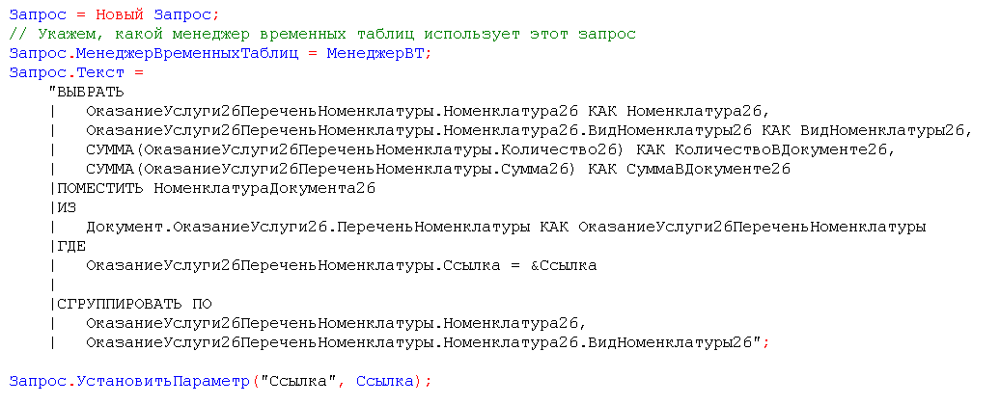 Запрос = Новый Запрос;
// Укажем, какой менеджер временных таблиц использует этот запрос
Запрос.МенеджерВременныхТаблиц = МенеджерВТ;
Запрос.Текст =
    "ВЫБРАТЬ
    |   ОказаниеУслуги26ПереченьНоменклатуры.Номенклатура26 КАК Номенклатура26,
    |   ОказаниеУслуги26ПереченьНоменклатуры.Номенклатура26.ВидНоменклатуры26 КАК ВидНоменклатуры26,
    |   СУММА(ОказаниеУслуги26ПереченьНоменклатуры.Количество26) КАК КоличествоВДокументе26,
    |   СУММА(ОказаниеУслуги26ПереченьНоменклатуры.Сумма26) КАК СуммаВДокументе26
    |ПОМЕСТИТЬ НоменклатураДокумента26
    |ИЗ
    |   Документ.ОказаниеУслуги26.ПереченьНоменклатуры КАК ОказаниеУслуги26ПереченьНоменклатуры
    |ГДЕ
    |   ОказаниеУслуги26ПереченьНоменклатуры.Ссылка = &Ссылка
    |
    |СГРУППИРОВАТЬ ПО
    |   ОказаниеУслуги26ПереченьНоменклатуры.Номенклатура26,
    |   ОказаниеУслуги26ПереченьНоменклатуры.Номенклатура26.ВидНоменклатуры26";
Запрос.УстановитьПараметр("Ссылка", Ссылка);